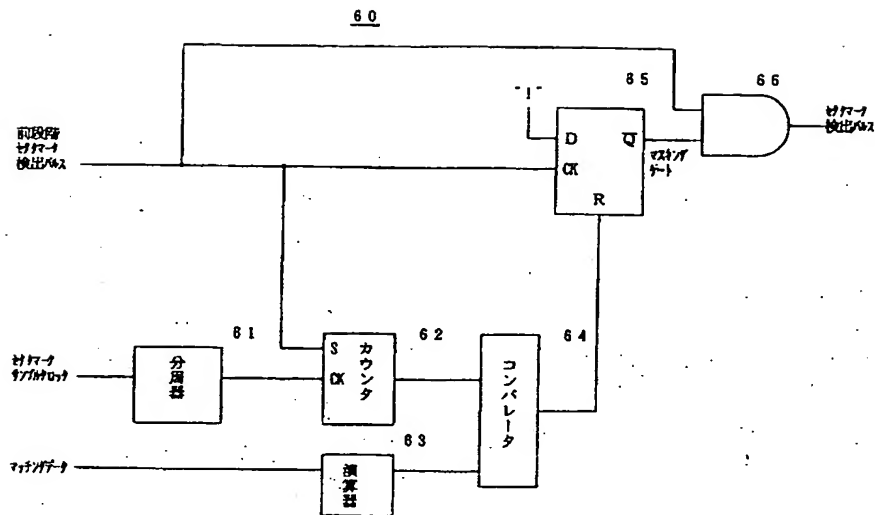 60
65
66
"1"
前段階
セクタマーク
検出パルス
D
Q
CK
R
マスキング
ゲート
セクタマーク
検出パルス
61
62
64
S
CK
カウンタ
コンパレータ
セクタマーク
サンプルクロック
分周器
63
マッチングデータ
演算器